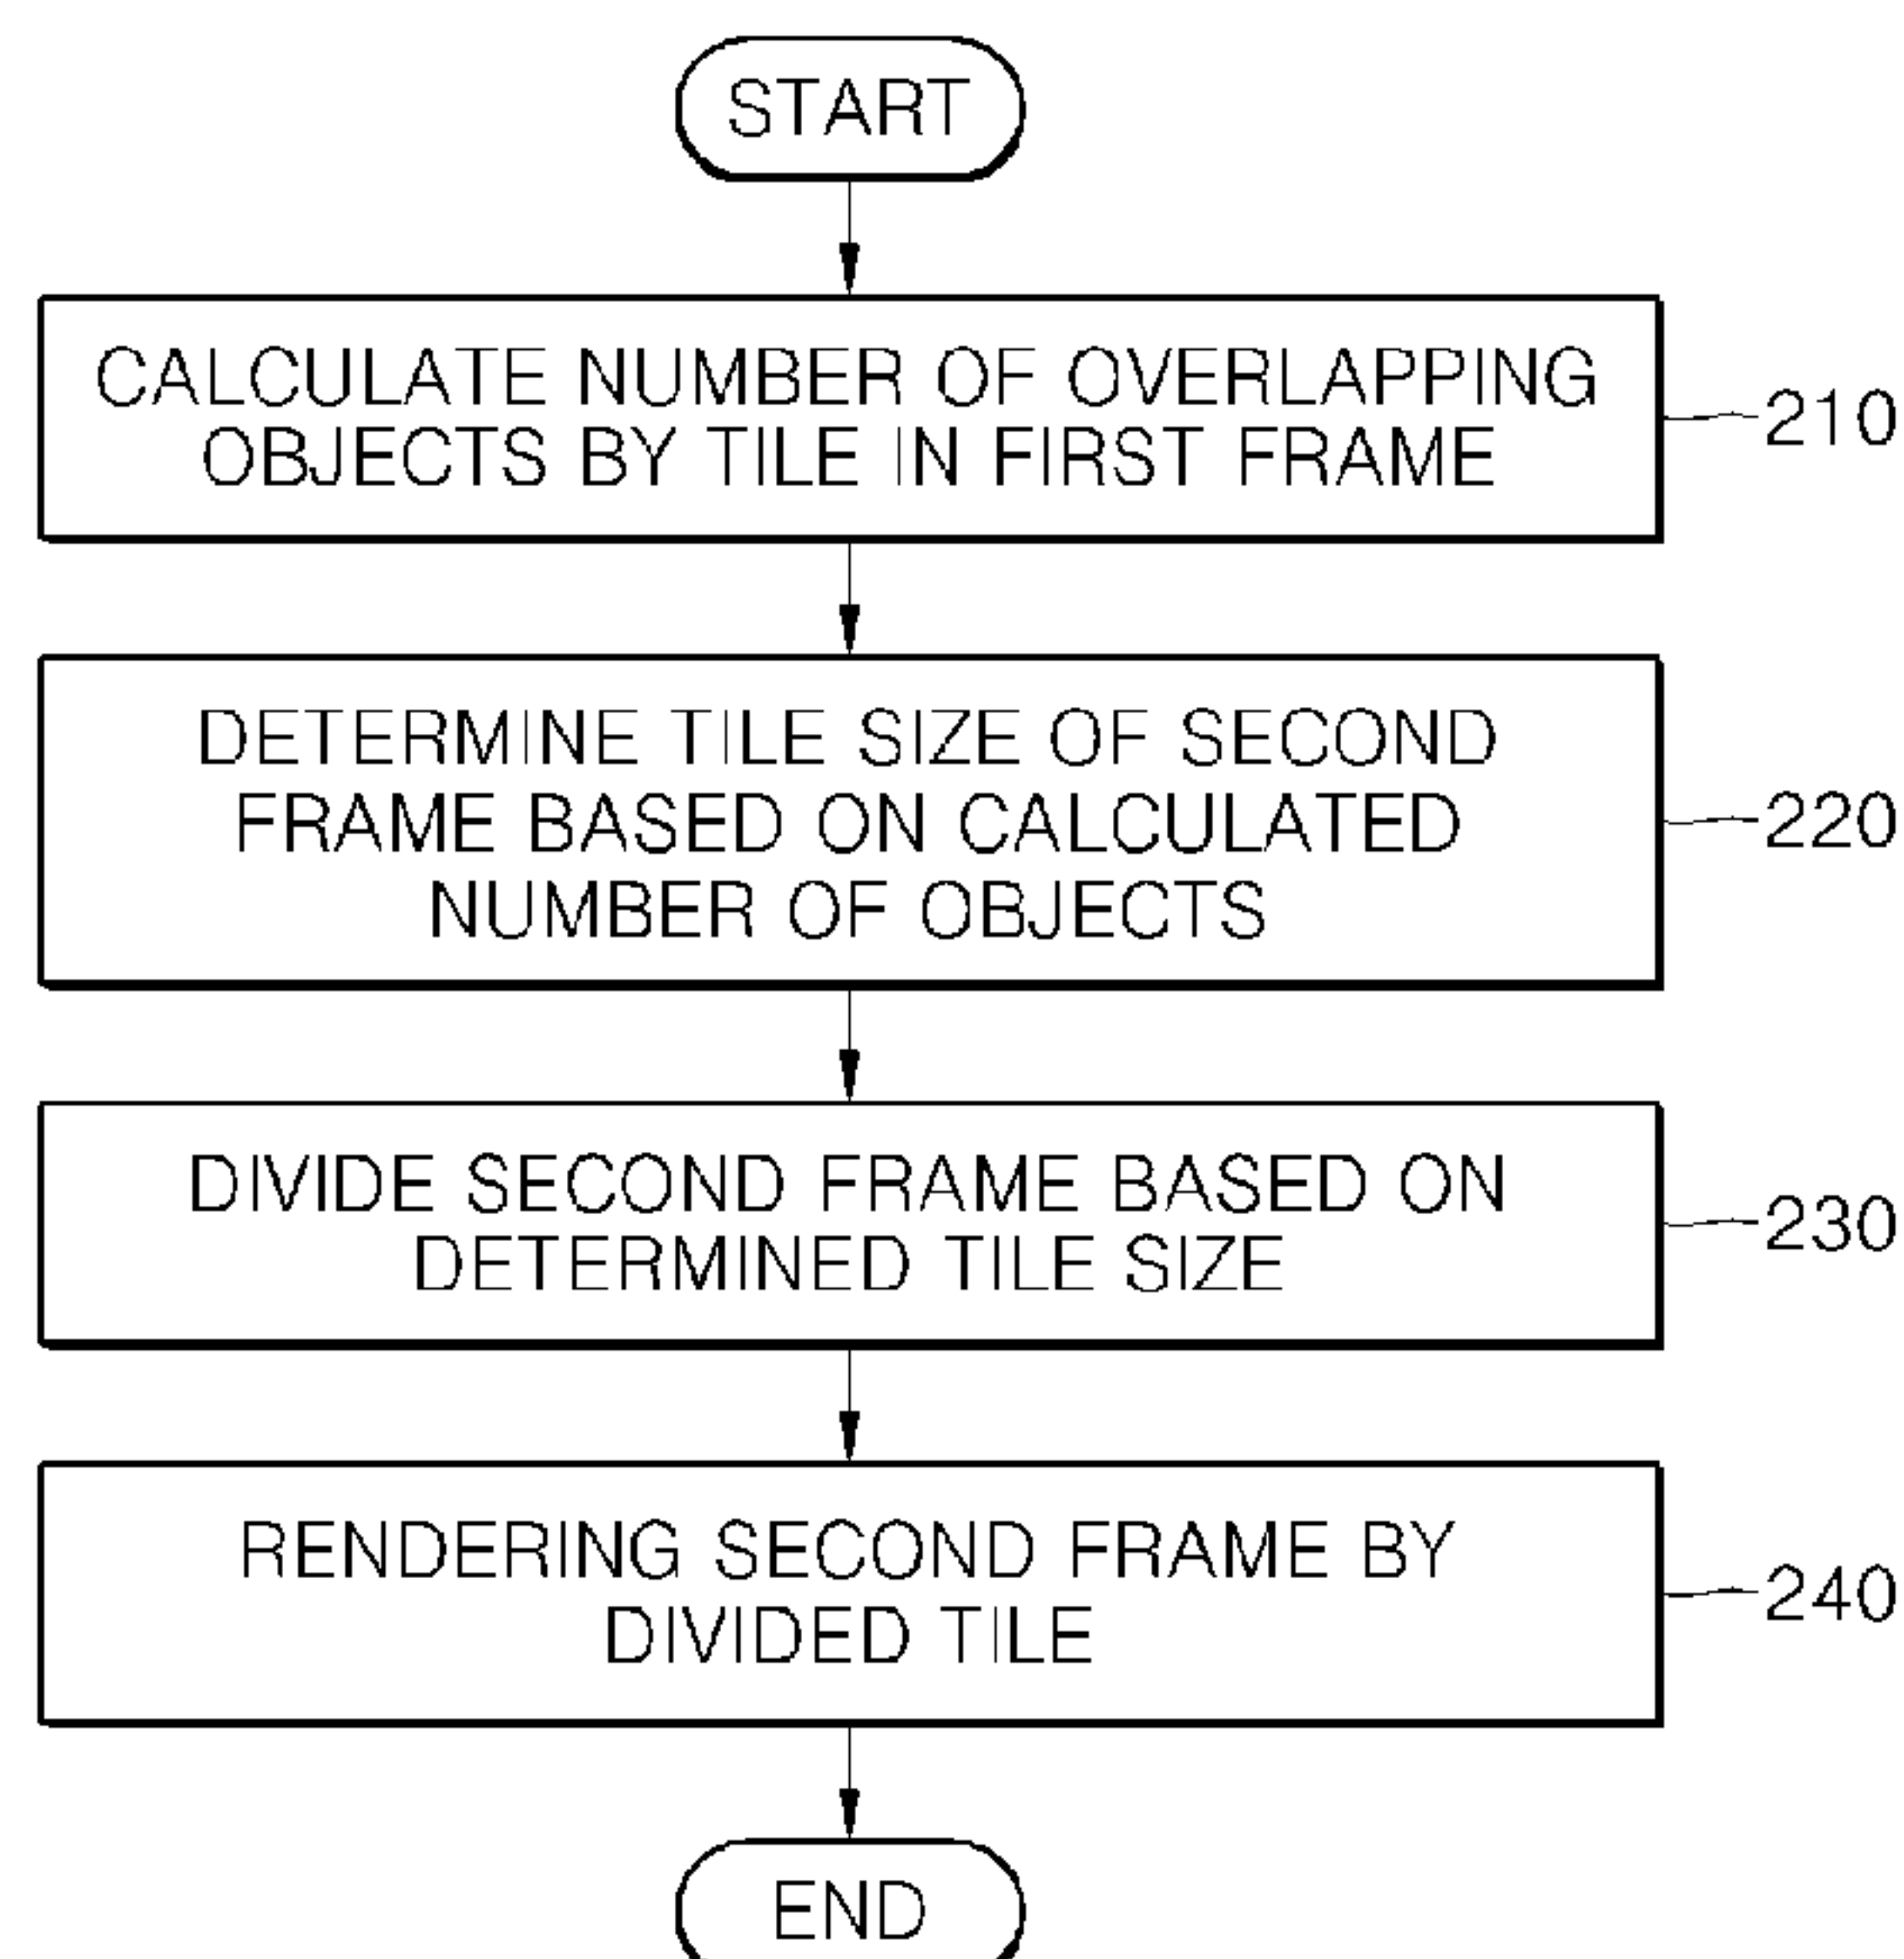 START
CALCULATE NUMBER OF OVERLAPPING
OBJECTS BY TILE IN FIRST FRAME
210
DETERMINE TILE SIZE OF SECOND
FRAME BASED ON CALCULATED
NUMBER OF OBJECTS
220
DIVIDE SECOND FRAME BASED ON
DETERMINED TILE SIZE
230
RENDERING SECOND FRAME BY
DIVIDED TILE
240
END